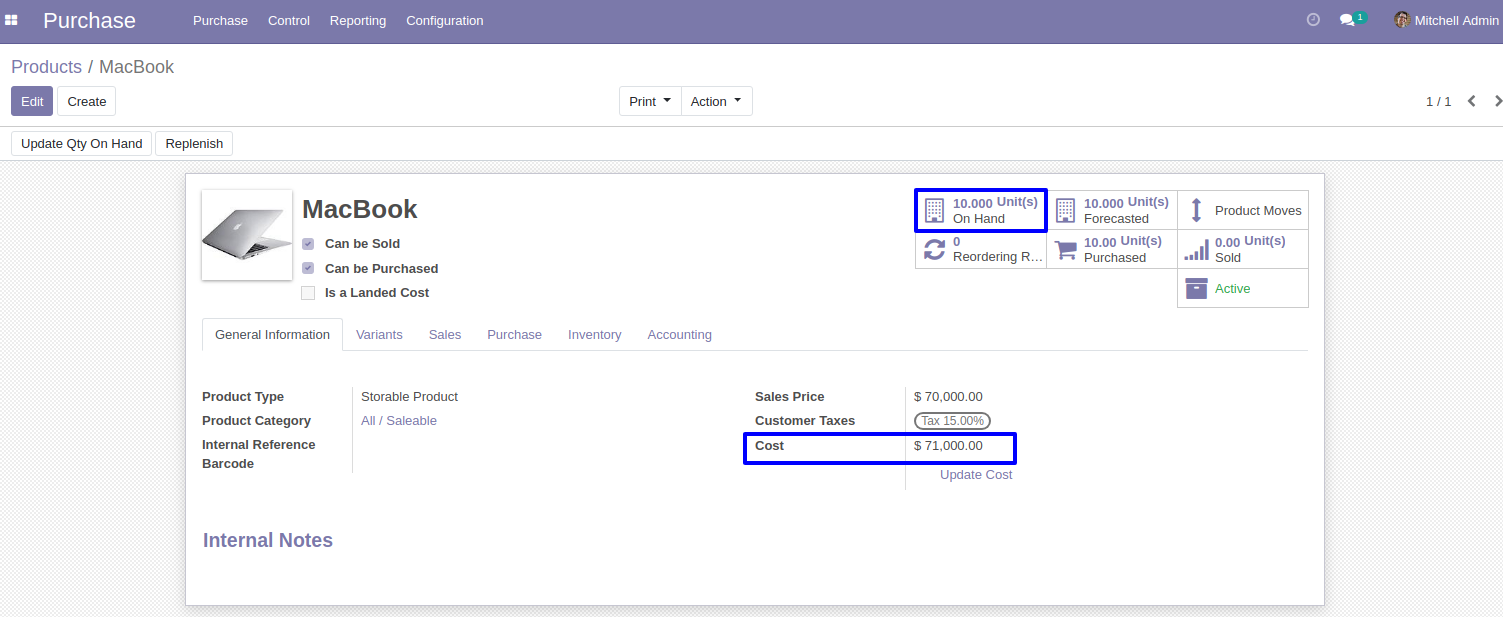 Purchase Purchase Control Reporting Configuration 1 Mitchell Admin
Products / MacBook
Edit Create Print Action 1 / 1
Update Qty On Hand Replenish
MacBook
Can be Sold
Can be Purchased
Is a Landed Cost
10.000 Unit(s)
On Hand
10.000 Unit(s)
Forecasted
Product Moves
0
Reordering R...
10.00 Unit(s)
Purchased
0.00 Unit(s)
Sold
Active
General Information Variants Sales Purchase Inventory Accounting
Product Type Storable Product
Product Category All / Saleable
Internal Reference
Barcode
Sales Price $ 70,000.00
Customer Taxes Tax 15.00%
Cost $ 71,000.00
Update Cost
Internal Notes